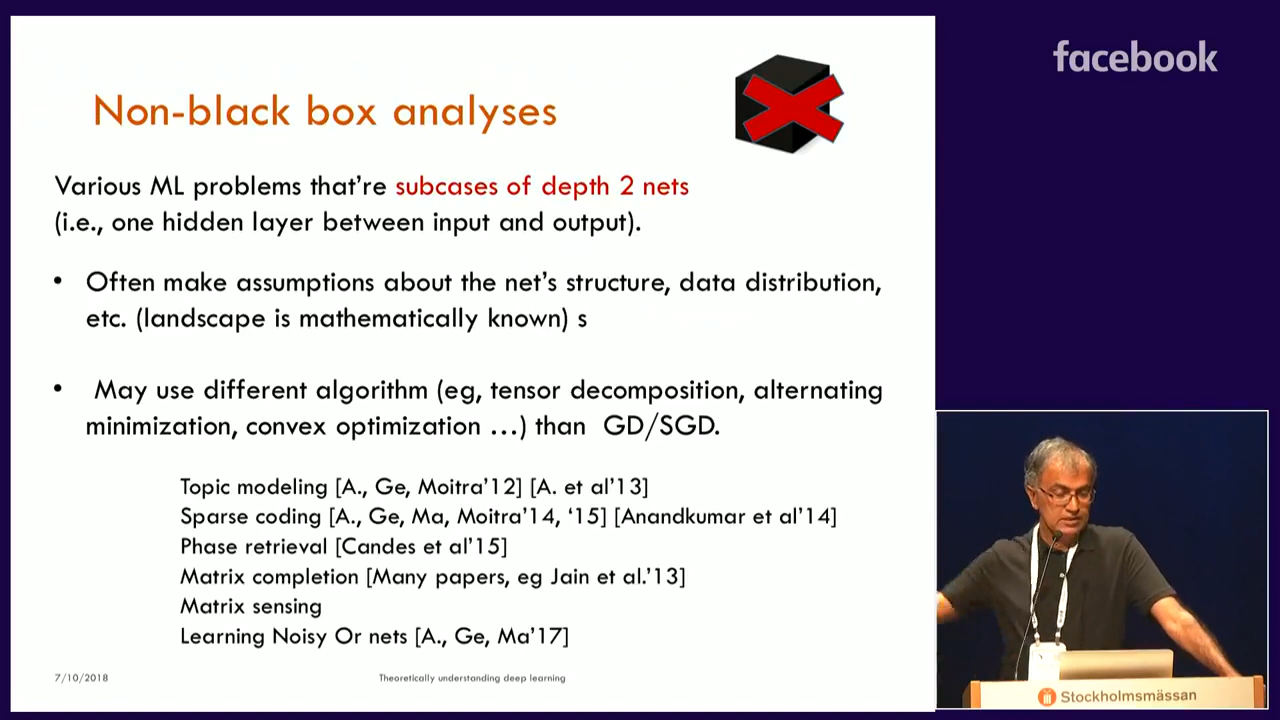 facebook
Non-black box analyses
Various ML problems that're subcases of depth 2 nets
(i.e., one hidden layer between input and output).
• Often make assumptions about the net's structure, data distribution,
etc. (landscape is mathematically known) s
• May use different algorithm (eg, tensor decomposition, alternating
minimization, convex optimization …) than GD/SGD.
Topic modeling [A., Ge, Moitra'12] [A. et al'13]
Sparse coding [A., Ge, Ma, Moitra'14, '15] [Anandkumar et al'14]
Phase retrieval [Candes et al'15]
Matrix completion [Many papers, eg Jain et al.'13]
Matrix sensing
Learning Noisy Or nets [A., Ge, Ma'17]
7/10/2018
Theoretically understanding deep learning
Stockholmsmässan